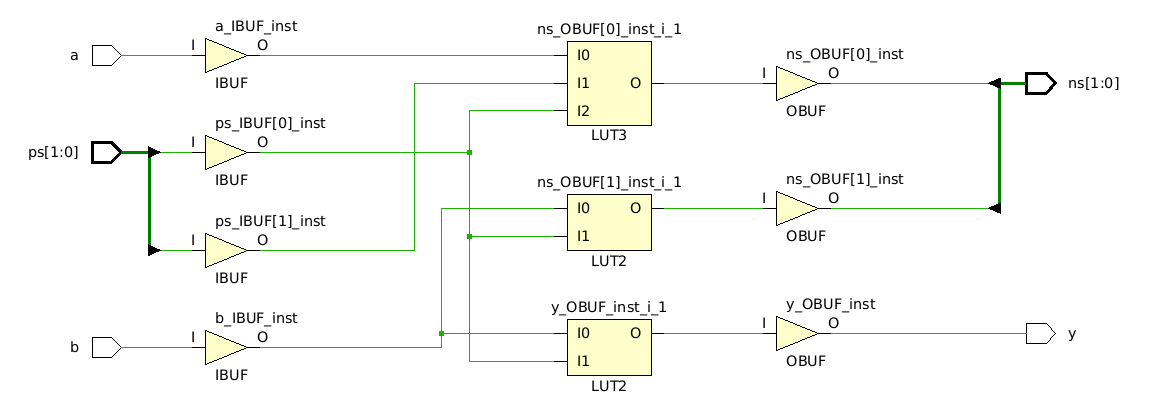 a_IBUF_inst
a
I
O
IBUF
ps_IBUF[0]_inst
ps[1:0]
I
O
IBUF
ps_IBUF[1]_inst
I
O
IBUF
b_IBUF_inst
b
I
O
IBUF
ns_OBUF[0]_inst_i_1
I0
I1
O
I2
LUT3
ns_OBUF[1]_inst_i_1
I0
O
I1
LUT2
y_OBUF_inst_i_1
I0
O
I1
LUT2
ns_OBUF[0]_inst
I
O
OBUF
ns[1:0]
ns_OBUF[1]_inst
I
O
OBUF
y_OBUF_inst
I
O
OBUF
y